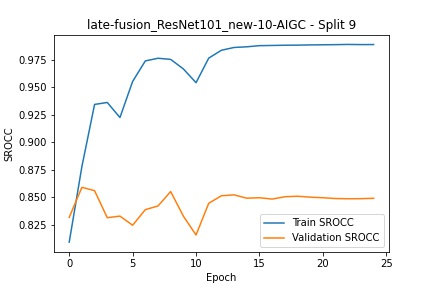 late-fusion_ResNet101_new-10-AIGC - Split 9
SROCC
0.975
0.950
0.925
0.900
0.875
0.850
0.825
Train SROCC
Validation SROCC
0
5
10
15
20
25
Epoch